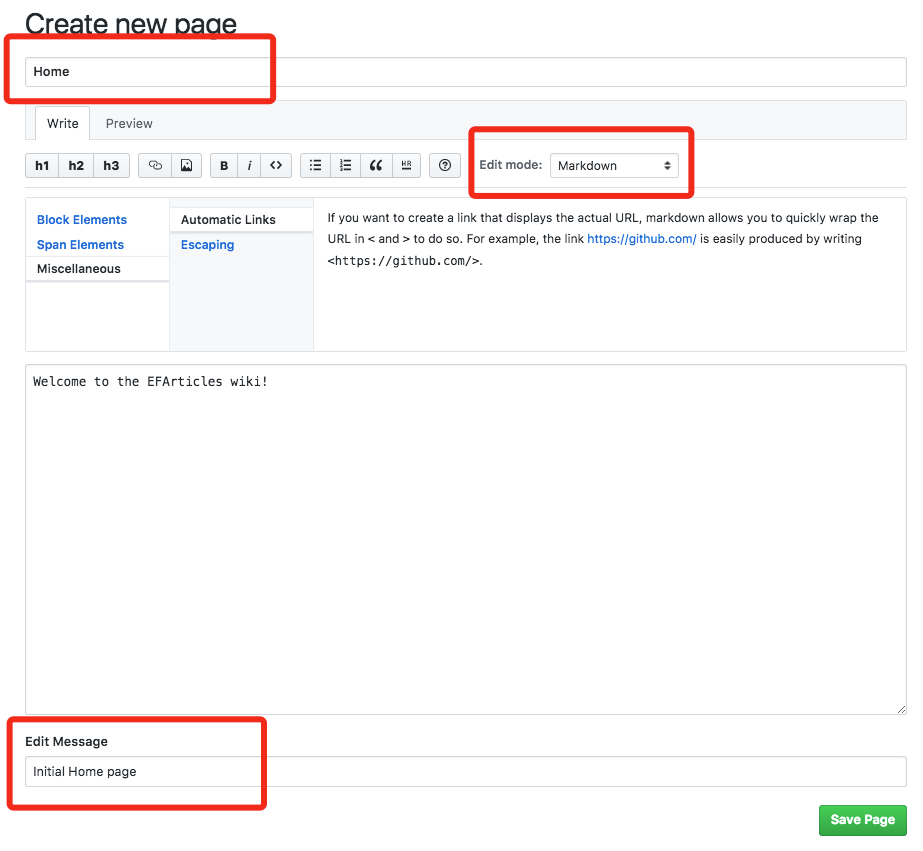 Create new page
Home
Write Preview
h1 h2 h3 B i <> HR Edit mode: Markdown
Block Elements
Span Elements
Miscellaneous
Automatic Links
Escaping
If you want to create a link that displays the actual URL, markdown allows you to quickly wrap the
URL in < and > to do so. For example, the link https://github.com/ is easily produced by writing
<https://github.com/>.
Welcome to the EFArticles wiki!
Edit Message
Initial Home page
Save Page